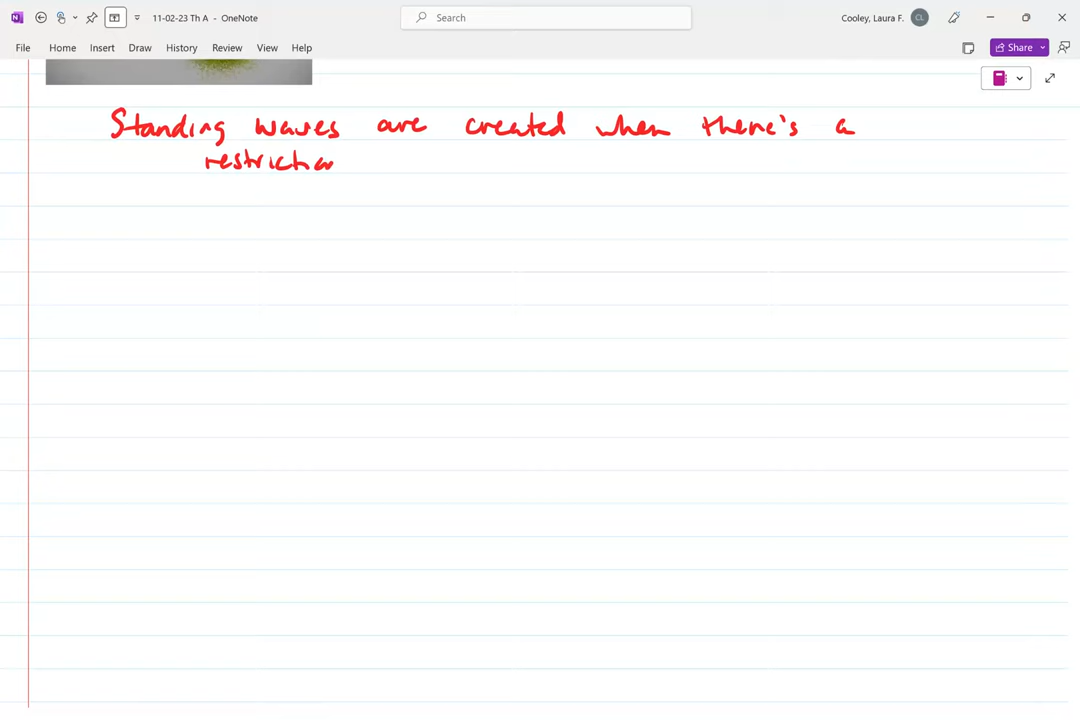 11-02-23 Th A - OneNote
Search
Cooley, Laura F.
CL
File Home Insert Draw History Review View Help
Share
Standing waves are created when there's a
restriction